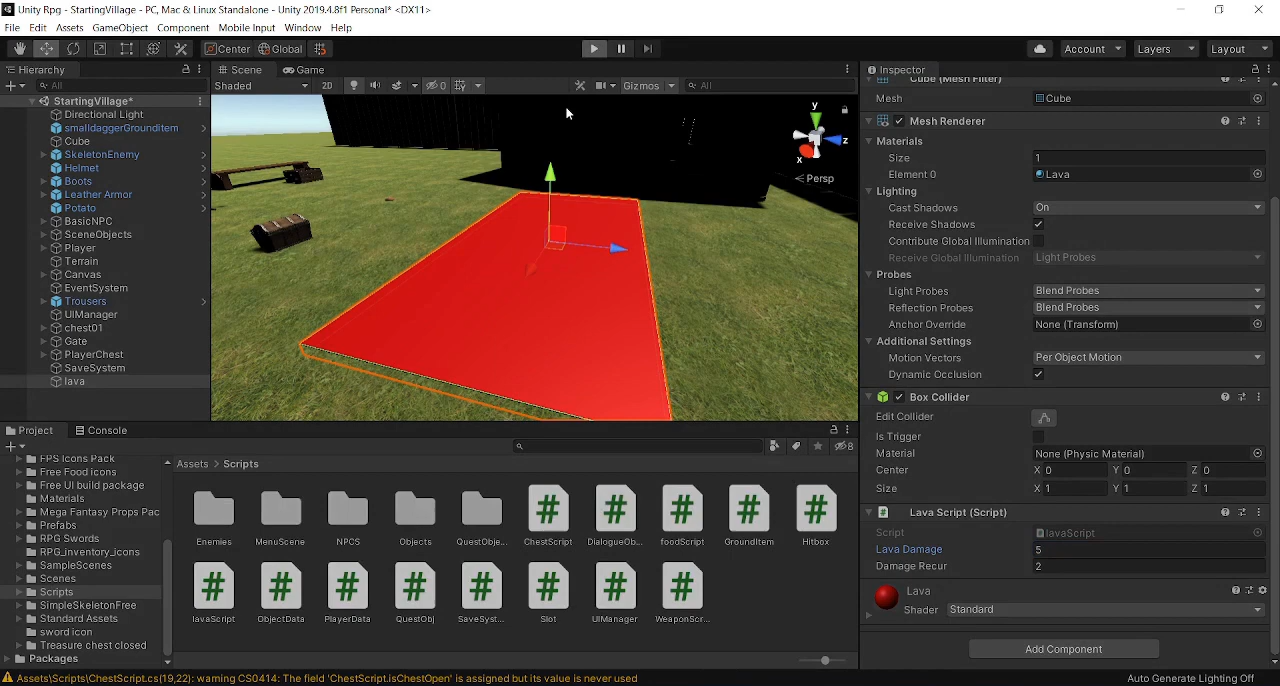 Unity Rpg - StartingVillage - PC, Mac & Linux Standalone - Unity 2019.4.8f1 Personal* <DX11>
File Edit Assets GameObject Component Mobile Input Window Help
Center Global Account Layers Layout
Hierarchy
All
StartingVillage*
Directional Light
smalldaggerGrounditem
Cube
SkeletonEnemy
Helmet
Boots
Leather Armor
Potato
BasicNPC
SceneObjects
Player
Terrain
Canvas
EventSystem
Trousers
UIManager
chest01
Gate
PlayerChest
SaveSystem
lava
Scene Game
Shaded 2D 0 Gizmos All
y
z
x
Persp
Inspector
Cube (Mesh Filter)
Mesh Cube
Mesh Renderer
Materials
Size 1
Element 0 Lava
Lighting
Cast Shadows On
Receive Shadows
Contribute Global Illumination
Receive Global Illumination Light Probes
Probes
Light Probes Blend Probes
Reflection Probes Blend Probes
Anchor Override None (Transform)
Additional Settings
Motion Vectors Per Object Motion
Dynamic Occlusion
Box Collider
Edit Collider
Is Trigger
Material None (Physic Material)
Center X 0 Y 0 Z 0
Size X 1 Y 1 Z 1
Lava Script (Script)
Script lavaScript
Lava Damage 5
Damage Recur 2
Lava
Shader Standard
Add Component
Project Console
8
FPS Icons Pack
Free Food icons
Free UI build package
Materials
Mega Fantasy Props Pac
Prefabs
RPG Swords
RPG_inventory_icons
SampleScenes
Scenes
Scripts
SimpleSkeletonFree
Standard Assets
sword icon
Treasure chest closed
Packages
Assets > Scripts
Enemies MenuScene NPCS Objects QuestObje... ChestScript DialogueOb... foodScript GroundItem Hitbox
lavaScript ObjectData PlayerData QuestObj SaveSyst... Slot UIManager WeaponScr...
Assets\Scripts\ChestScript.cs(19,22): warning CS0414: The field 'ChestScript.isChestOpen' is assigned but its value is never used
Auto Generate Lighting Off